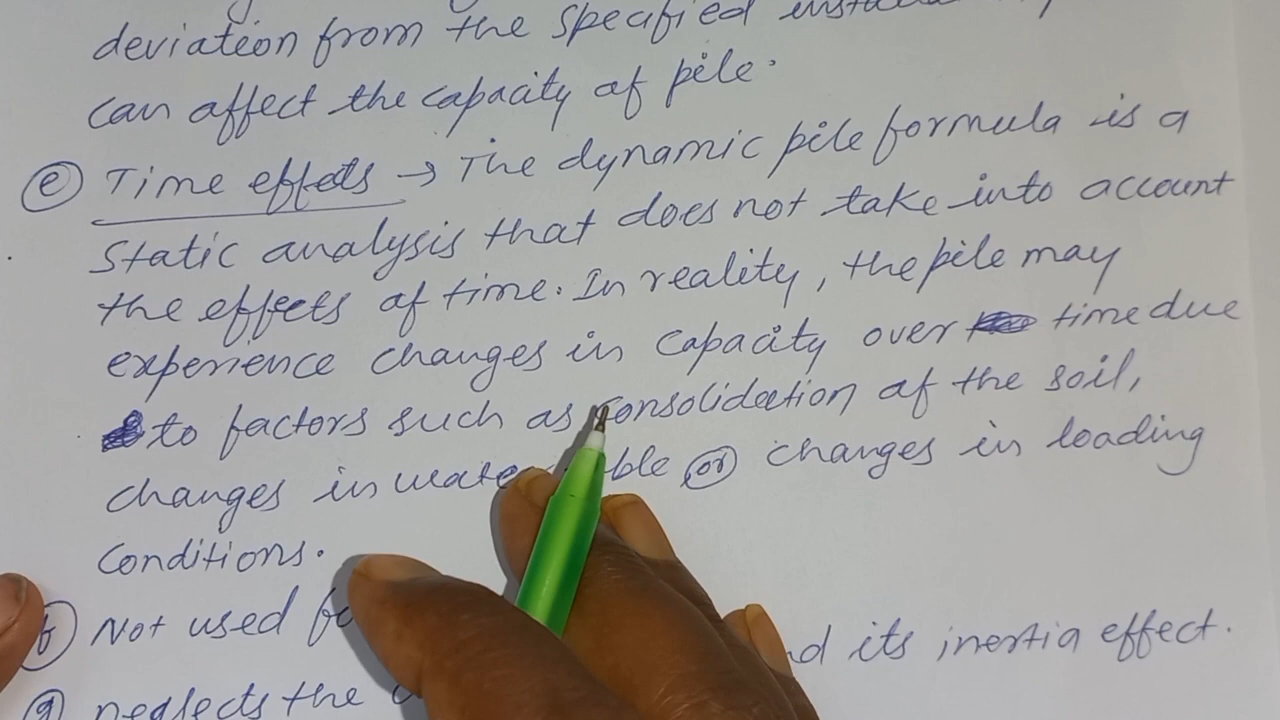 deviation from the specified
can affect the capacity of pile.
(e) Time effects → The dynamic pile formula is a
static analysis that does not take into account
the effects of time. In reality, the pile may
experience changes in capacity over time due
to factors such as consolidation of the soil,
changes in or changes in loading
conditions.
(f) Not used its inertia effect.
(g) neglects the